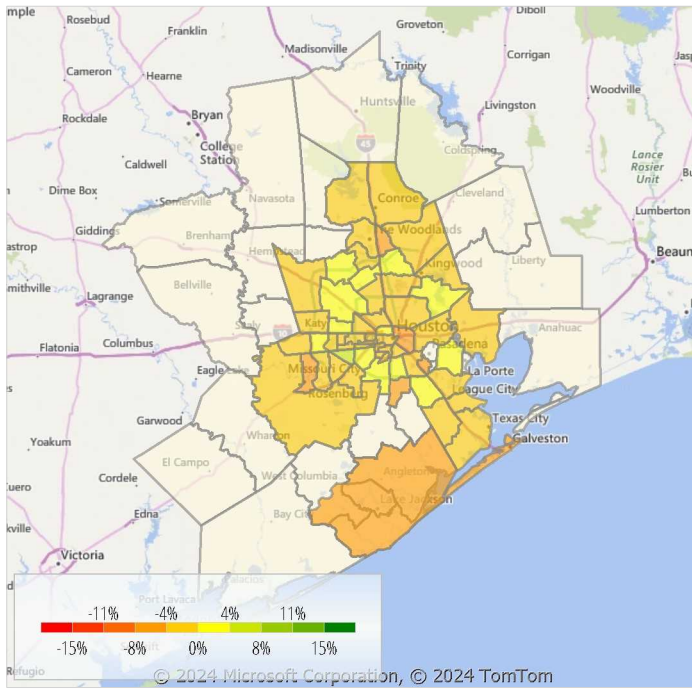 mple
Rosebud
Groveton
Diboll
Franklin
Madisonville
Corrigan
Trinity
Cameron
Hearne
Woodville
Huntsville
Livingston
Rockdale
Bryan
College
Station
45
Coldspring
Lance
Rosier
Unit
Caldwell
Dime Box
Somerville
Navasota
Conroe
Cleveland
Lumberton
Giddings
Brenham
The Woodlands
astrop
Hempstead
Kingwood
Liberty
Beaum
mithville
Bellville
Lagrange
Sealy
Katy
Houston
Anahuac
Flatonia
Columbus
Pasadena
Eagle Lake
Missouri City
La Porte
League City
Rosenberg
Garwood
Texas City
Yoakum
Wharton
Galveston
El Campo
Cordele
West Columbia
Angleton
uero
Lake Jackson
Edna
Bay City
kville
Victoria
Palacios
Port Lavaca
-11% -4% 4% 11%
-15% -8% 0% 8% 15%
Refugio
© 2024 Microsoft Corporation, © 2024 TomTom